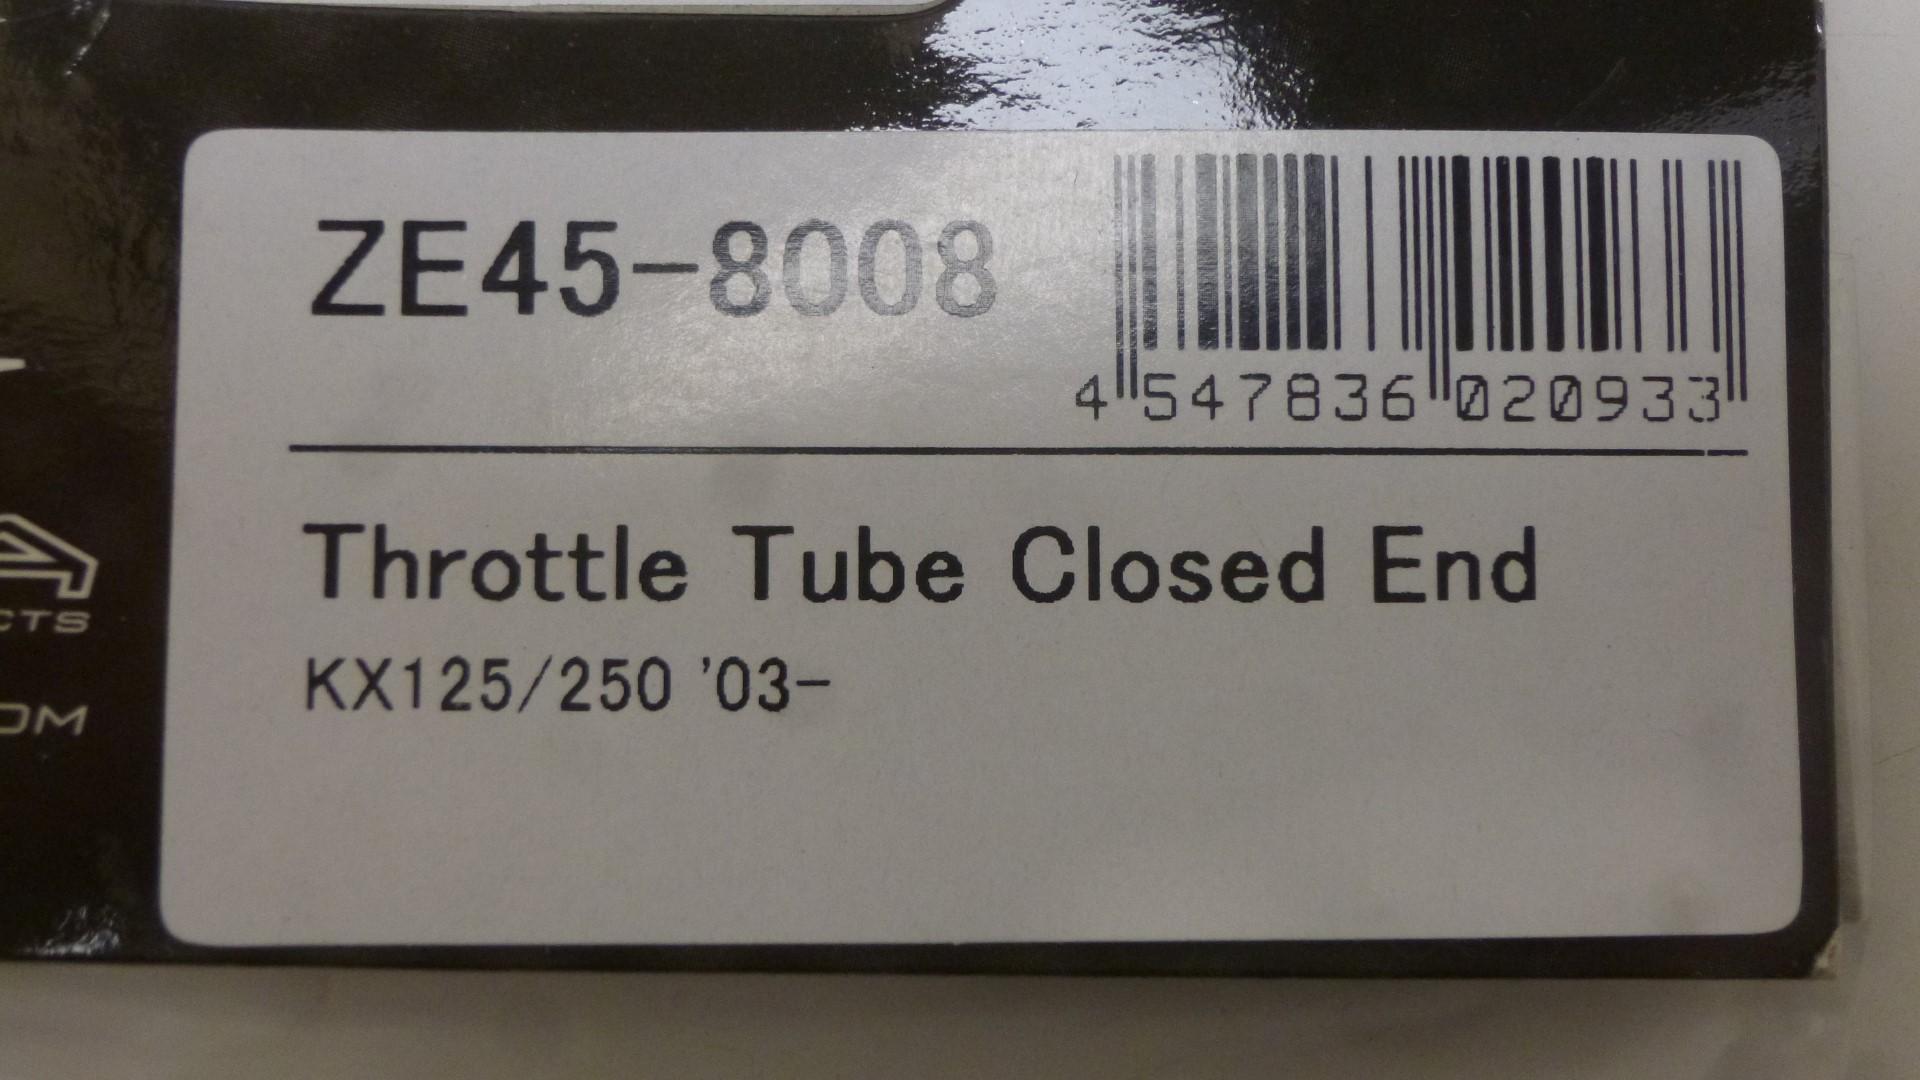 ZE45-8008
4 547836 020933
Throttle Tube Closed End
KX125/250 '03-